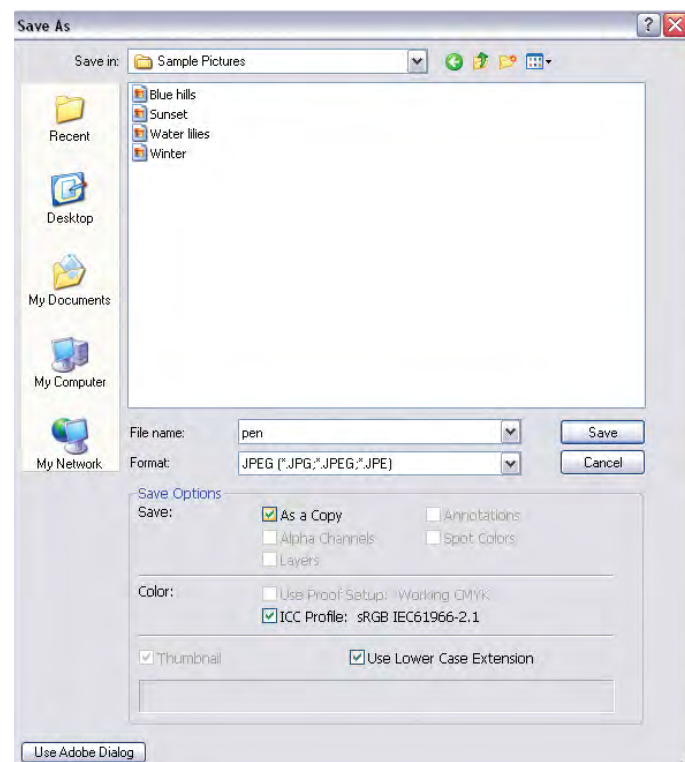 Save As
Save in: Sample Pictures
Blue hills
Sunset
Water lilies
Winter
Recent
Desktop
My Documents
My Computer
My Network
File name: pen Save
Format: JPEG (*.JPG;*.JPEG;*.JPE) Cancel
Save Options
Save: As a Copy Annotations
Alpha Channels Spot Colors
Layers
Color: Use Proof Setup: Working CMYK
ICC Profile: sRGB IEC61966-2.1
Thumbnail Use Lower Case Extension
Use Adobe Dialog